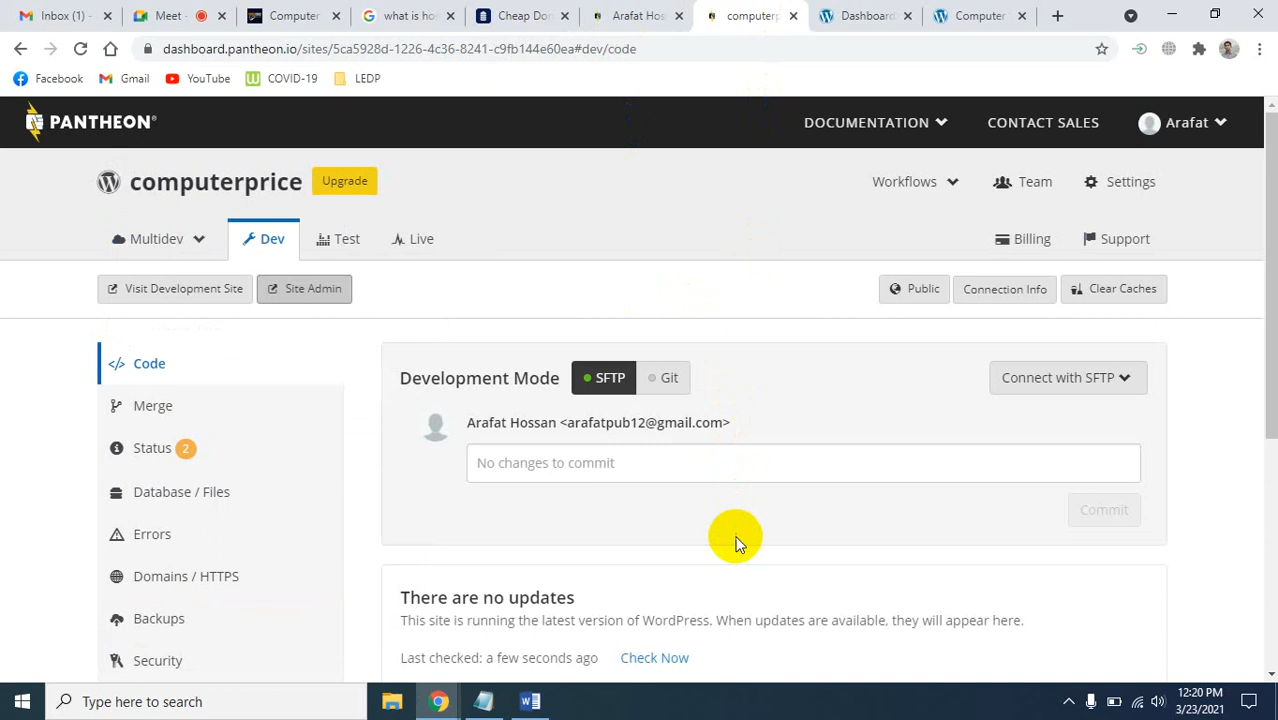 Inbox (1)
Meet -
Computer
what is ho
Cheap Don
Arafat Hos
computerp
Dashboard
Computer
dashboard.pantheon.io/sites/5ca5928d-1226-4c36-8241-c9fb144e60ea#dev/code
Facebook
Gmail
YouTube
COVID-19
LEDP
PANTHEON®
DOCUMENTATION
CONTACT SALES
Arafat
computerprice
Upgrade
Workflows
Team
Settings
Multidev
Dev
Test
Live
Billing
Support
Visit Development Site
Site Admin
Public
Connection Info
Clear Caches
Code
Merge
Status 2
Database / Files
Errors
Domains / HTTPS
Backups
Security
Development Mode
SFTP
Git
Connect with SFTP
Arafat Hossan <arafatpub12@gmail.com>
No changes to commit
Commit
There are no updates
This site is running the latest version of WordPress. When updates are available, they will appear here.
Last checked: a few seconds ago Check Now
Type here to search
12:20 PM
3/23/2021